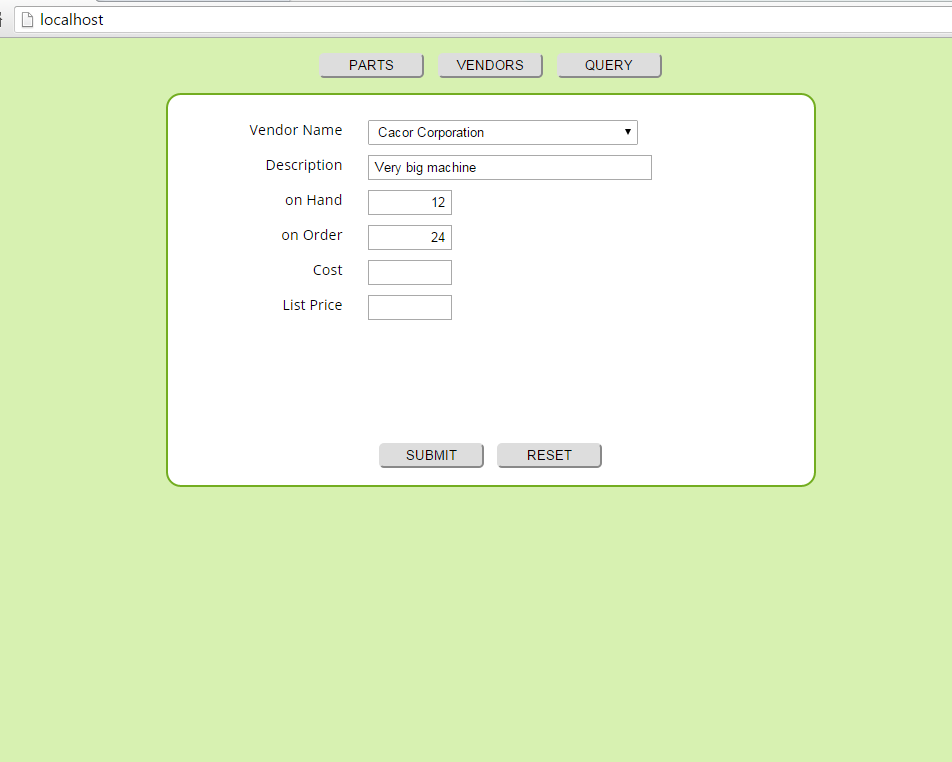 localhost
PARTS VENDORS QUERY
Vendor Name Cacor Corporation
Description Very big machine
on Hand 12
on Order 24
Cost
List Price
SUBMIT RESET